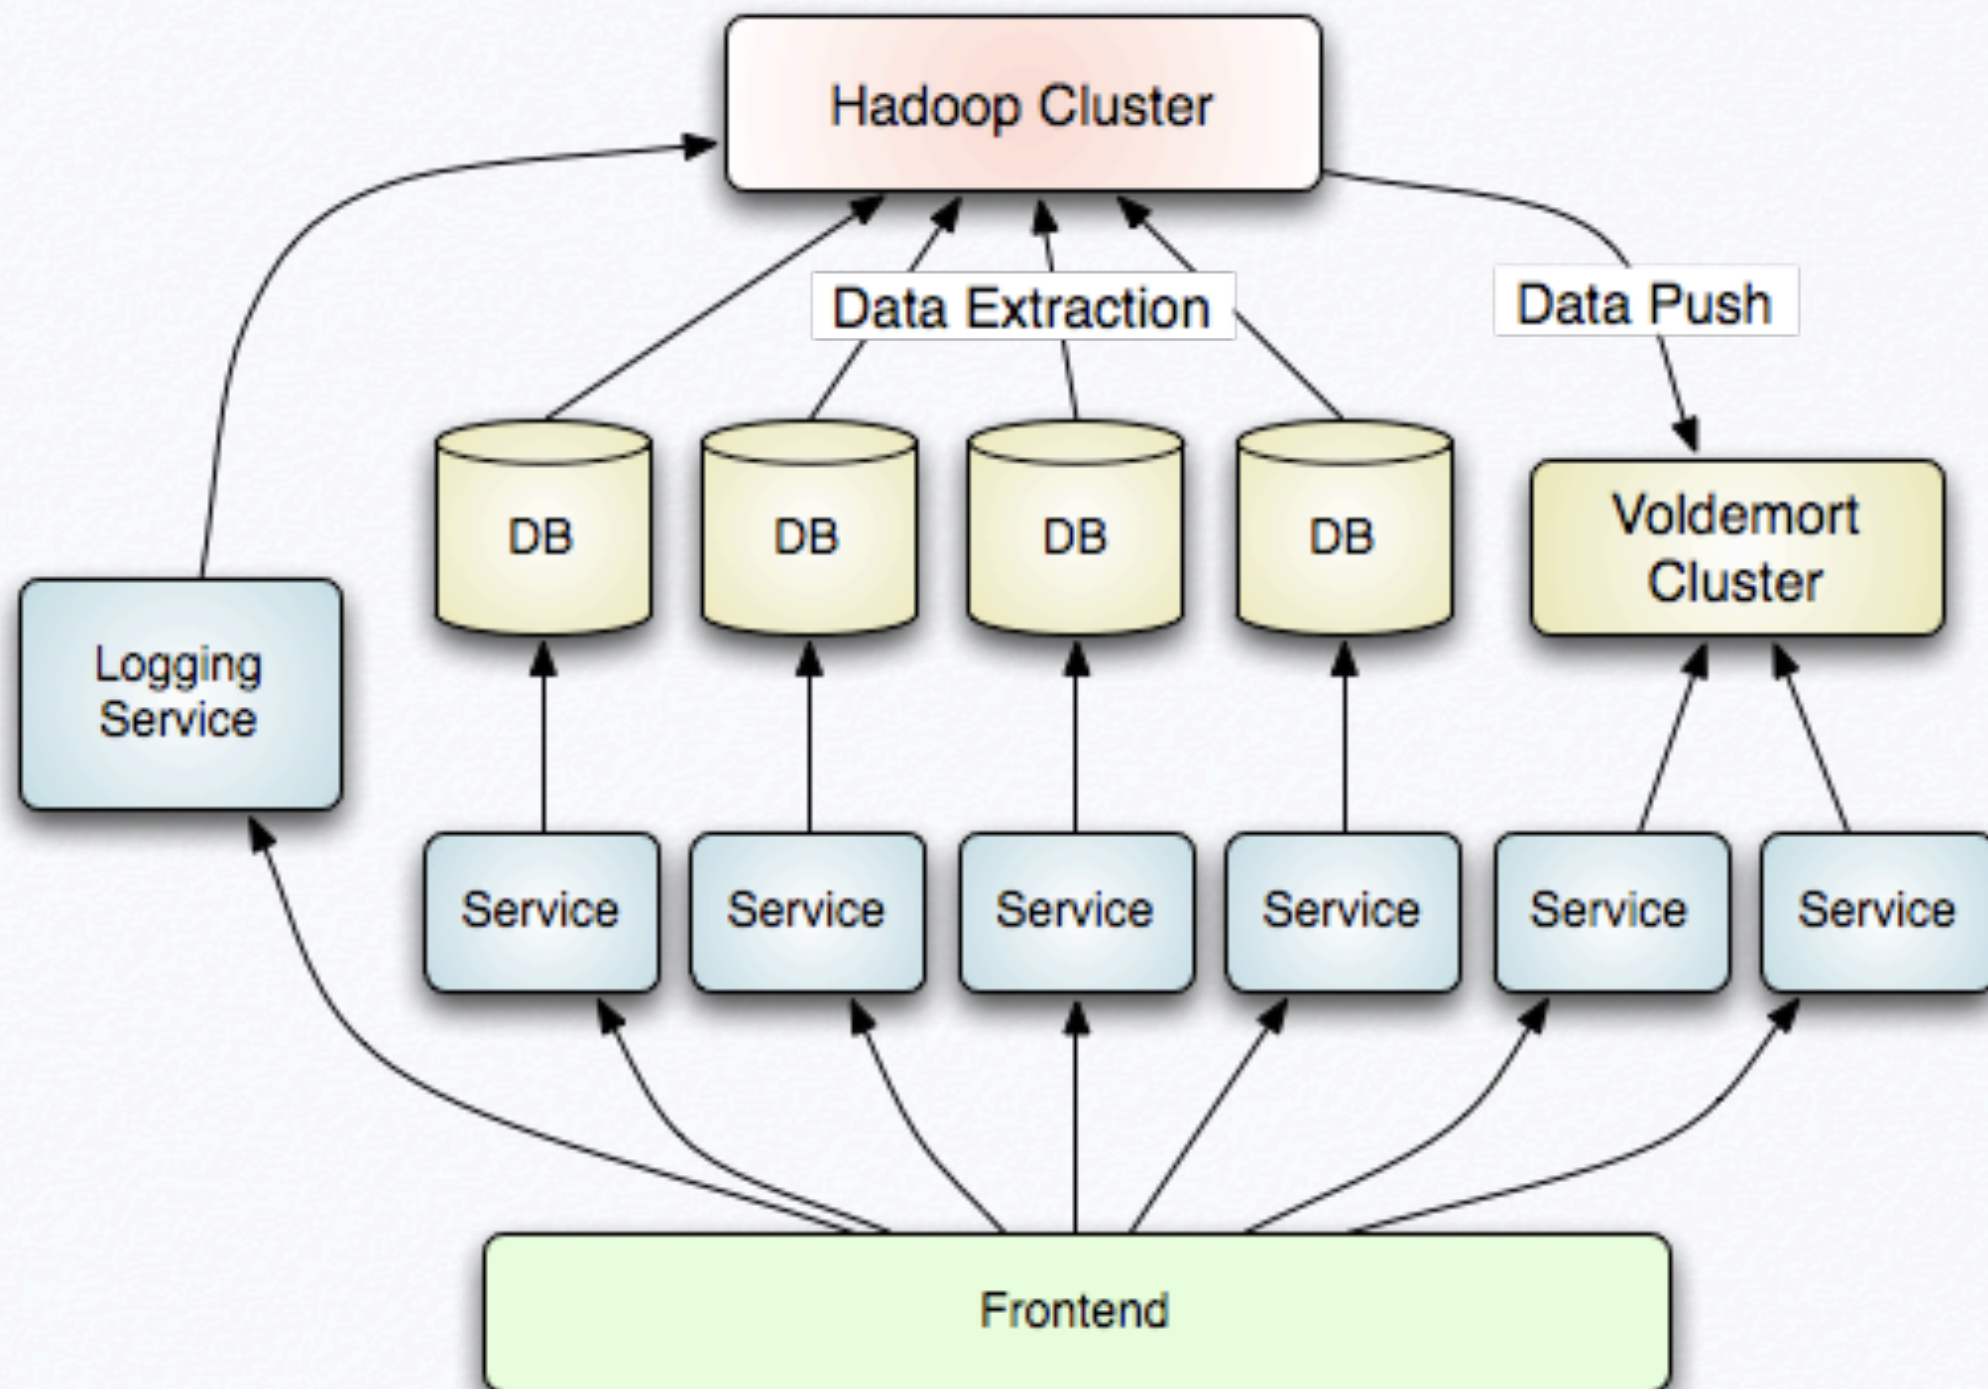 Hadoop Cluster
Data Extraction
Data Push
DB
DB
DB
DB
Voldemort
Cluster
Logging
Service
Service
Service
Service
Service
Service
Service
Frontend